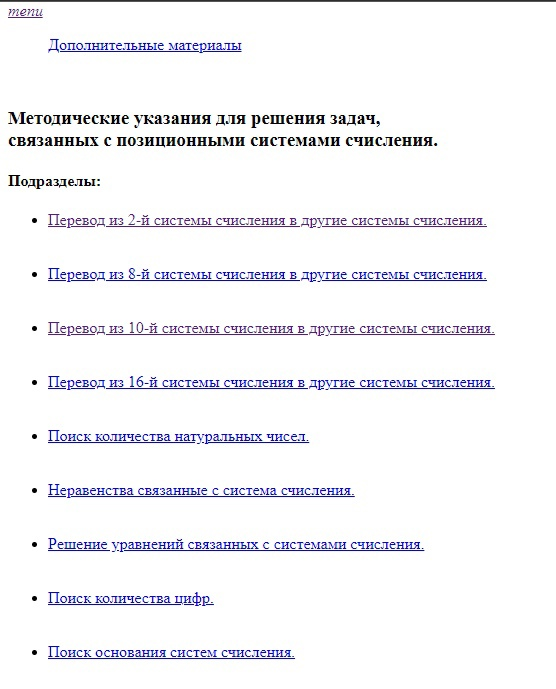 menu
Дополнительные материалы
Методические указания для решения задач,
связанных с позиционными системами счисления.
Подразделы:
Перевод из 2-й системы счисления в другие системы счисления.
Перевод из 8-й системы счисления в другие системы счисления.
Перевод из 10-й системы счисления в другие системы счисления.
Перевод из 16-й системы счисления в другие системы счисления.
Поиск количества натуральных чисел.
Неравенства связанные с система счисления.
Решение уравнений связанных с системами счисления.
Поиск количества цифр.
Поиск основания систем счисления.